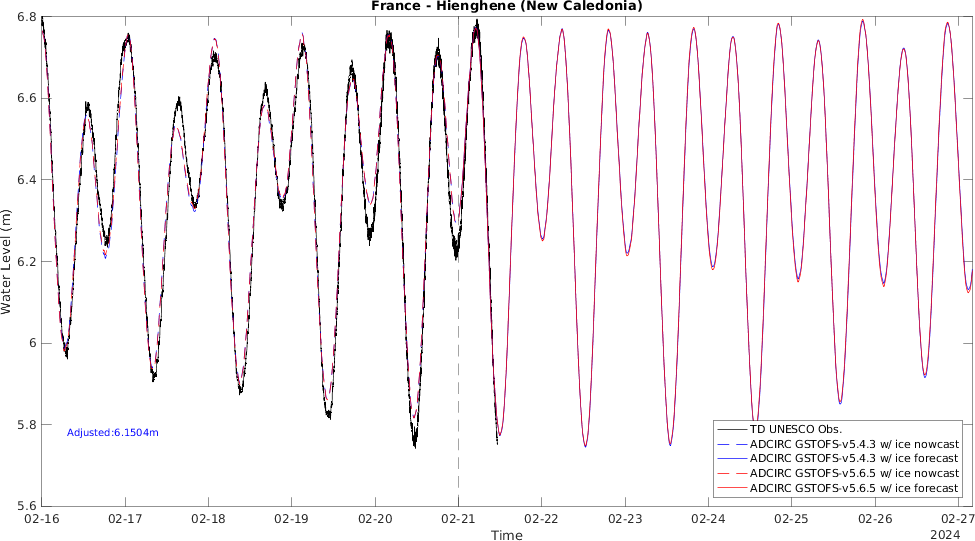 France - Hienghene (New Caledonia)
6.8
6.6
6.4
6.2
6
5.8
5.6
Water Level (m)
Adjusted:6.1504m
TD UNESCO Obs.
ADCIRC GSTOFS-v5.4.3 w/ ice nowcast
ADCIRC GSTOFS-v5.4.3 w/ ice forecast
ADCIRC GSTOFS-v5.6.5 w/ ice nowcast
ADCIRC GSTOFS-v5.6.5 w/ ice forecast
02-16 02-17 02-18 02-19 02-20 02-21 02-22 02-23 02-24 02-25 02-26 02-27
2024
Time